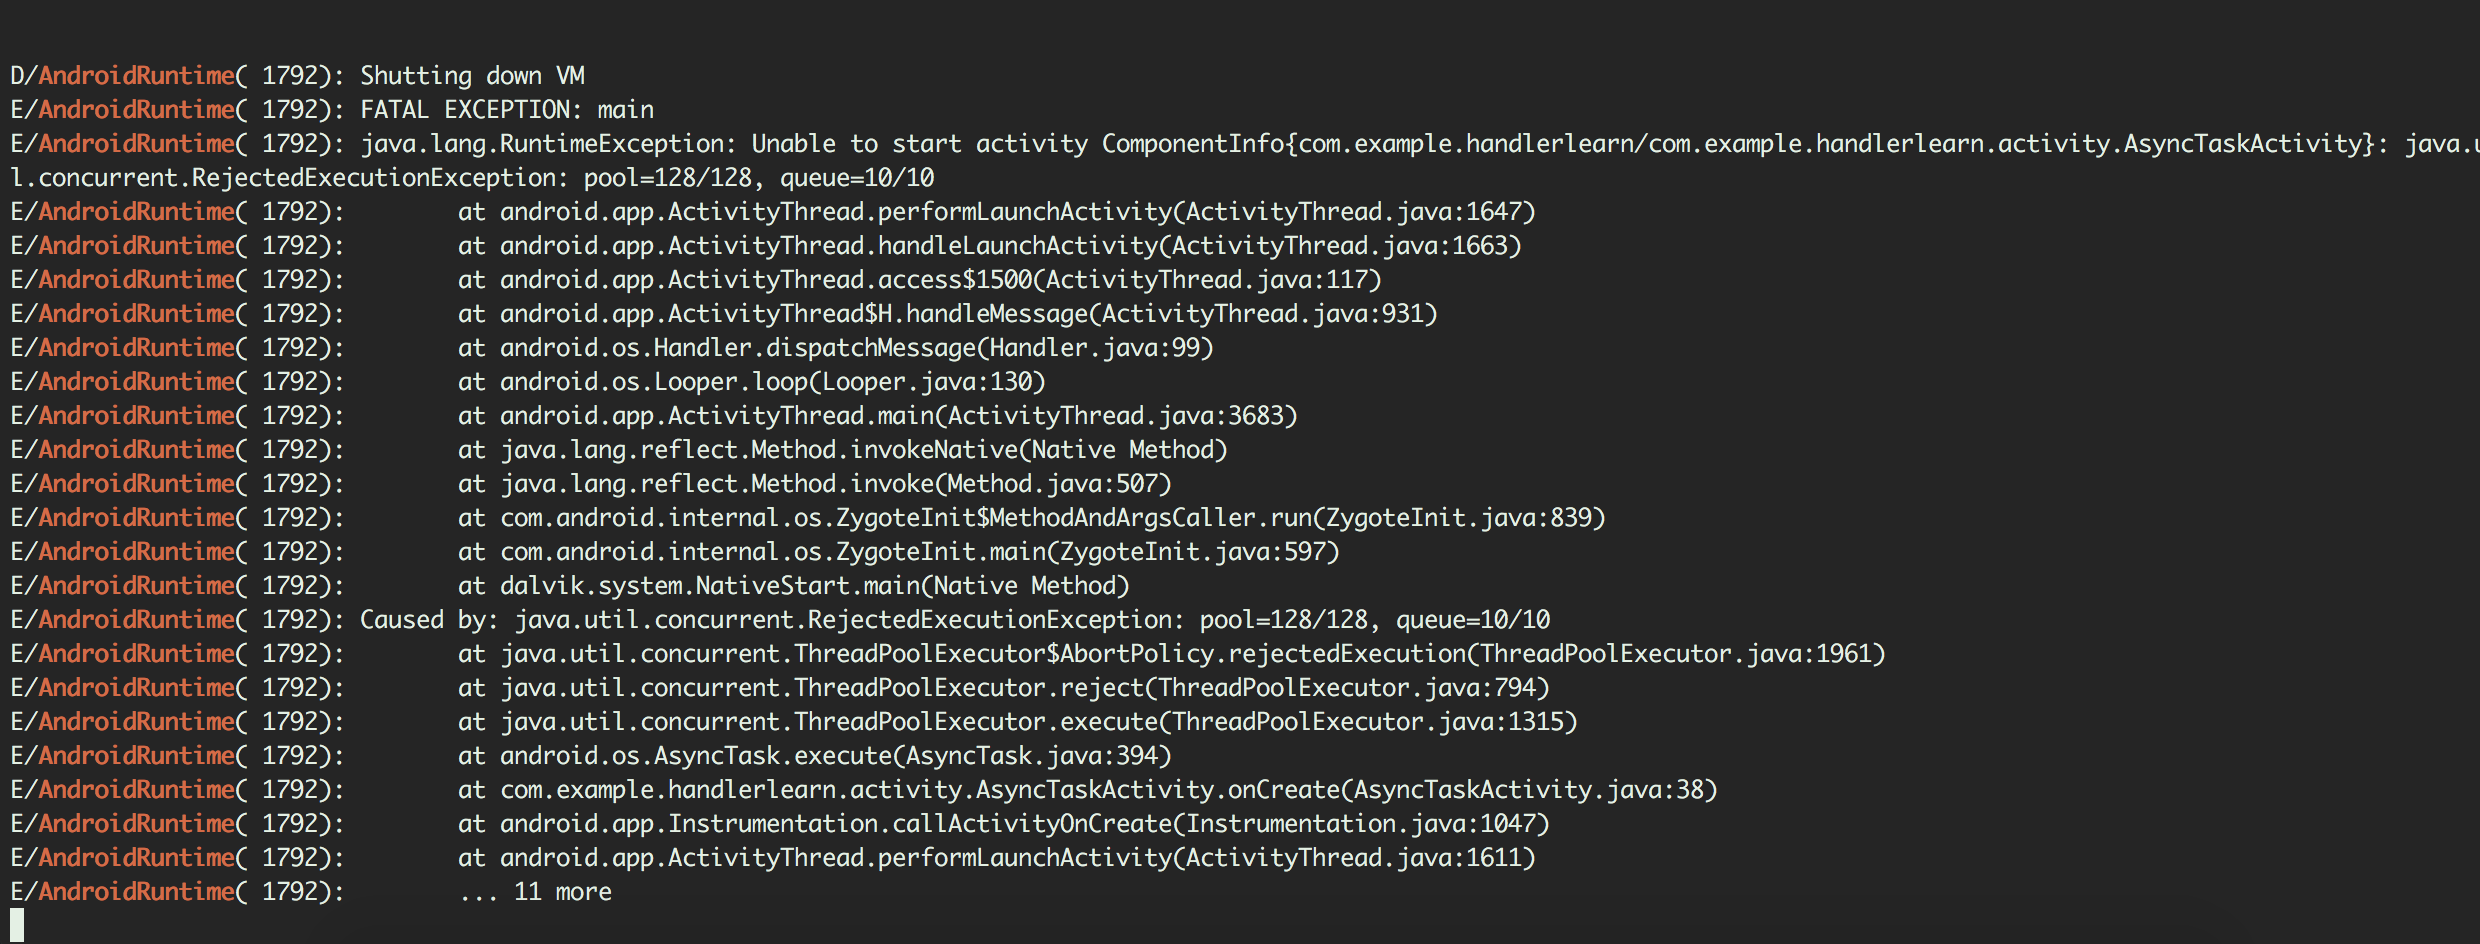 D/AndroidRuntime( 1792): Shutting down VM
E/AndroidRuntime( 1792): FATAL EXCEPTION: main
E/AndroidRuntime( 1792): java.lang.RuntimeException: Unable to start activity ComponentInfo{com.example.handlerlearn/com.example.handlerlearn.activity.AsyncTaskActivity}: java.u
l.concurrent.RejectedExecutionException: pool=128/128, queue=10/10
E/AndroidRuntime( 1792):        at android.app.ActivityThread.performLaunchActivity(ActivityThread.java:1647)
E/AndroidRuntime( 1792):        at android.app.ActivityThread.handleLaunchActivity(ActivityThread.java:1663)
E/AndroidRuntime( 1792):        at android.app.ActivityThread.access$1500(ActivityThread.java:117)
E/AndroidRuntime( 1792):        at android.app.ActivityThread$H.handleMessage(ActivityThread.java:931)
E/AndroidRuntime( 1792):        at android.os.Handler.dispatchMessage(Handler.java:99)
E/AndroidRuntime( 1792):        at android.os.Looper.loop(Looper.java:130)
E/AndroidRuntime( 1792):        at android.app.ActivityThread.main(ActivityThread.java:3683)
E/AndroidRuntime( 1792):        at java.lang.reflect.Method.invokeNative(Native Method)
E/AndroidRuntime( 1792):        at java.lang.reflect.Method.invoke(Method.java:507)
E/AndroidRuntime( 1792):        at com.android.internal.os.ZygoteInit$MethodAndArgsCaller.run(ZygoteInit.java:839)
E/AndroidRuntime( 1792):        at com.android.internal.os.ZygoteInit.main(ZygoteInit.java:597)
E/AndroidRuntime( 1792):        at dalvik.system.NativeStart.main(Native Method)
E/AndroidRuntime( 1792): Caused by: java.util.concurrent.RejectedExecutionException: pool=128/128, queue=10/10
E/AndroidRuntime( 1792):        at java.util.concurrent.ThreadPoolExecutor$AbortPolicy.rejectedExecution(ThreadPoolExecutor.java:1961)
E/AndroidRuntime( 1792):        at java.util.concurrent.ThreadPoolExecutor.reject(ThreadPoolExecutor.java:794)
E/AndroidRuntime( 1792):        at java.util.concurrent.ThreadPoolExecutor.execute(ThreadPoolExecutor.java:1315)
E/AndroidRuntime( 1792):        at android.os.AsyncTask.execute(AsyncTask.java:394)
E/AndroidRuntime( 1792):        at com.example.handlerlearn.activity.AsyncTaskActivity.onCreate(AsyncTaskActivity.java:38)
E/AndroidRuntime( 1792):        at android.app.Instrumentation.callActivityOnCreate(Instrumentation.java:1047)
E/AndroidRuntime( 1792):        at android.app.ActivityThread.performLaunchActivity(ActivityThread.java:1611)
E/AndroidRuntime( 1792):        ... 11 more